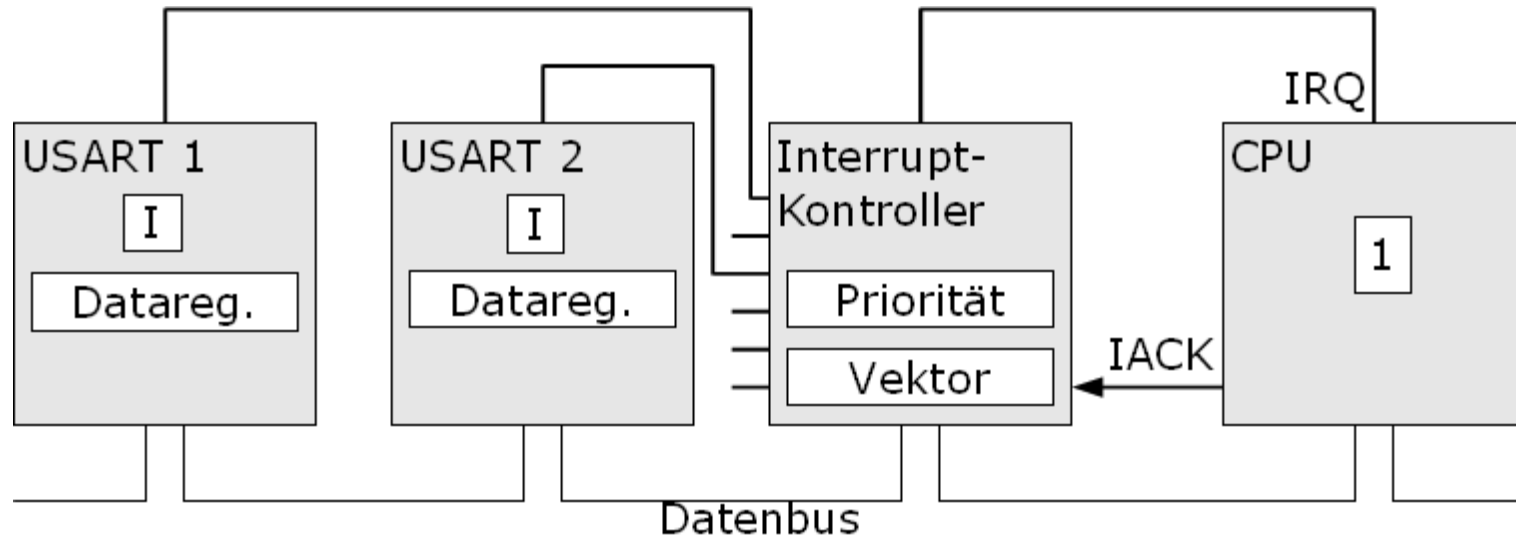 IRQ
USART 1
I
Datareg.
USART 2
I
Datareg.
Interrupt-
Kontroller
Priorität
Vektor
IACK
CPU
1
Datenbus